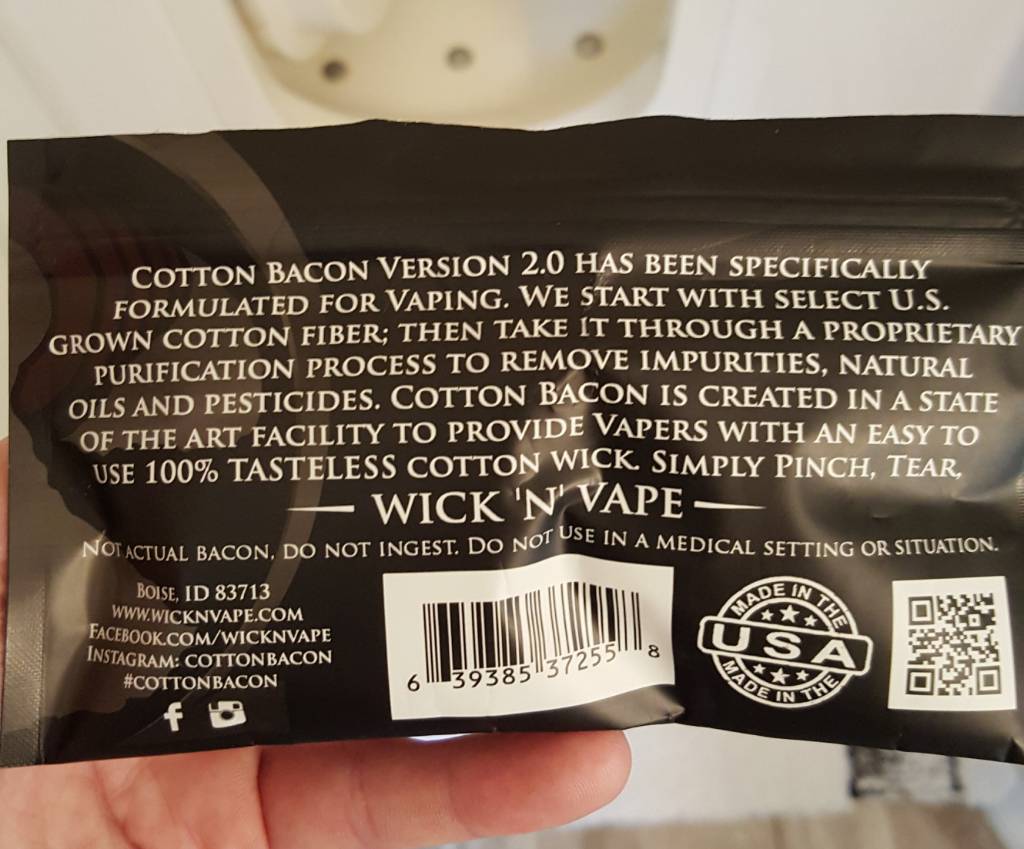 COTTON BACON VERSION 2.0 HAS BEEN SPECIFICALLY
FORMULATED FOR VAPING. WE START WITH SELECT U.S.
GROWN COTTON FIBER; THEN TAKE IT THROUGH A PROPRIETARY
PURIFICATION PROCESS TO REMOVE IMPURITIES, NATURAL
OILS AND PESTICIDES. COTTON BACON IS CREATED IN A STATE
OF THE ART FACILITY TO PROVIDE VAPERS WITH AN EASY TO
USE 100% TASTELESS COTTON WICK. SIMPLY PINCH, TEAR,
WICK 'N' VAPE
NOT ACTUAL BACON. DO NOT INGEST. DO NOT USE IN A MEDICAL SETTING OR SITUATION.
BOISE, ID 83713
WWW.WICKNVAPE.COM
FACEBOOK.COM/WICKNVAPE
INSTAGRAM: COTTONBACON
#COTTONBACON
6 39385 37255 8
MADE IN THE
USA
MADE IN THE